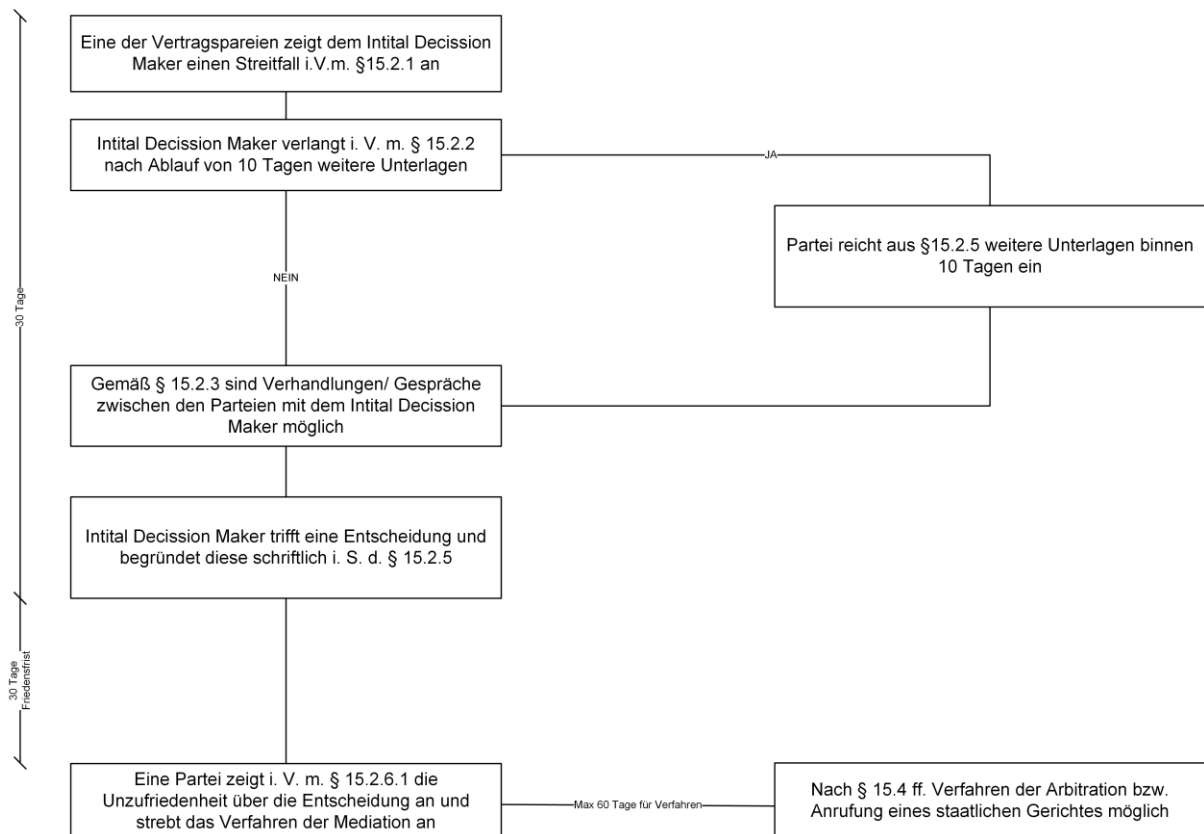 Eine der Vertragspareien zeigt dem Intital Decission
Maker einen Streitfall i.V.m. §15.2.1 an
Intital Decission Maker verlangt i. V. m. § 15.2.2
nach Ablauf von 10 Tagen weitere Unterlagen
JA
Partei reicht aus §15.2.5 weitere Unterlagen binnen
10 Tagen ein
NEIN
30 Tage
Gemäß § 15.2.3 sind Verhandlungen/ Gespräche
zwischen den Parteien mit dem Intital Decission
Maker möglich
Intital Decission Maker trifft eine Entscheidung und
begründet diese schriftlich i. S. d. § 15.2.5
30 Tage
Friedensfrist
Eine Partei zeigt i. V. m. § 15.2.6.1 die
Unzufriedenheit über die Entscheidung an und
strebt das Verfahren der Mediation an
Max 60 Tage für Verfahren
Nach § 15.4 ff. Verfahren der Arbitration bzw.
Anrufung eines staatlichen Gerichtes möglich